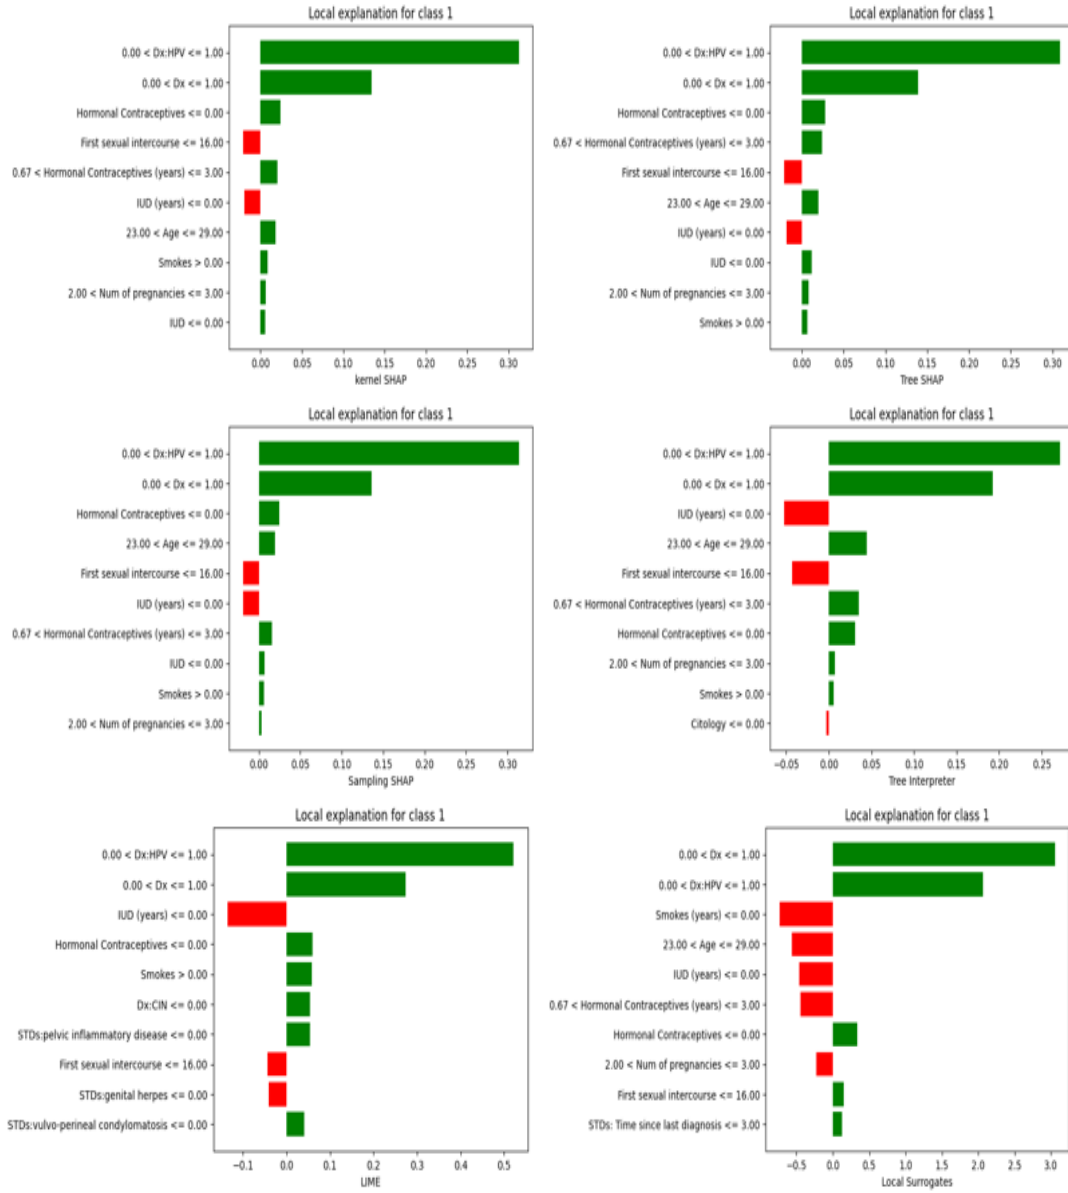 Local explanation for class 1
0.00 < Dx:HPV <= 1.00
0.00 < Dx <= 1.00
Hormonal Contraceptives <= 0.00
First sexual intercourse <= 16.00
0.67 < Hormonal Contraceptives (years) <= 3.00
IUD (years) <= 0.00
23.00 < Age <= 29.00
Smokes > 0.00
2.00 < Num of pregnancies <= 3.00
IUD <= 0.00
0.00 0.05 0.10 0.15 0.20 0.25 0.30
kernel SHAP
Local explanation for class 1
0.00 < Dx:HPV <= 1.00
0.00 < Dx <= 1.00
Hormonal Contraceptives <= 0.00
0.67 < Hormonal Contraceptives (years) <= 3.00
First sexual intercourse <= 16.00
23.00 < Age <= 29.00
IUD (years) <= 0.00
IUD <= 0.00
2.00 < Num of pregnancies <= 3.00
Smokes > 0.00
0.00 0.05 0.10 0.15 0.20 0.25 0.30
Tree SHAP
Local explanation for class 1
0.00 < Dx:HPV <= 1.00
0.00 < Dx <= 1.00
Hormonal Contraceptives <= 0.00
23.00 < Age <= 29.00
First sexual intercourse <= 16.00
IUD (years) <= 0.00
0.67 < Hormonal Contraceptives (years) <= 3.00
IUD <= 0.00
Smokes > 0.00
2.00 < Num of pregnancies <= 3.00
0.00 0.05 0.10 0.15 0.20 0.25 0.30
Sampling SHAP
Local explanation for class 1
0.00 < Dx:HPV <= 1.00
0.00 < Dx <= 1.00
IUD (years) <= 0.00
23.00 < Age <= 29.00
First sexual intercourse <= 16.00
0.67 < Hormonal Contraceptives (years) <= 3.00
Hormonal Contraceptives <= 0.00
2.00 < Num of pregnancies <= 3.00
Smokes > 0.00
Citology <= 0.00
−0.05 0.00 0.05 0.10 0.15 0.20 0.25
Tree Interpreter
Local explanation for class 1
0.00 < Dx:HPV <= 1.00
0.00 < Dx <= 1.00
IUD (years) <= 0.00
Hormonal Contraceptives <= 0.00
Smokes > 0.00
Dx:CIN <= 0.00
STDs:pelvic inflammatory disease <= 0.00
First sexual intercourse <= 16.00
STDs:genital herpes <= 0.00
STDs:vulvo-perineal condylomatosis <= 0.00
−0.1 0.0 0.1 0.2 0.3 0.4 0.5
LIME
Local explanation for class 1
0.00 < Dx <= 1.00
0.00 < Dx:HPV <= 1.00
Smokes (years) <= 0.00
23.00 < Age <= 29.00
IUD (years) <= 0.00
0.67 < Hormonal Contraceptives (years) <= 3.00
Hormonal Contraceptives <= 0.00
2.00 < Num of pregnancies <= 3.00
First sexual intercourse <= 16.00
STDs: Time since last diagnosis <= 3.00
−0.5 0.0 0.5 1.0 1.5 2.0 2.5 3.0
Local Surrogates